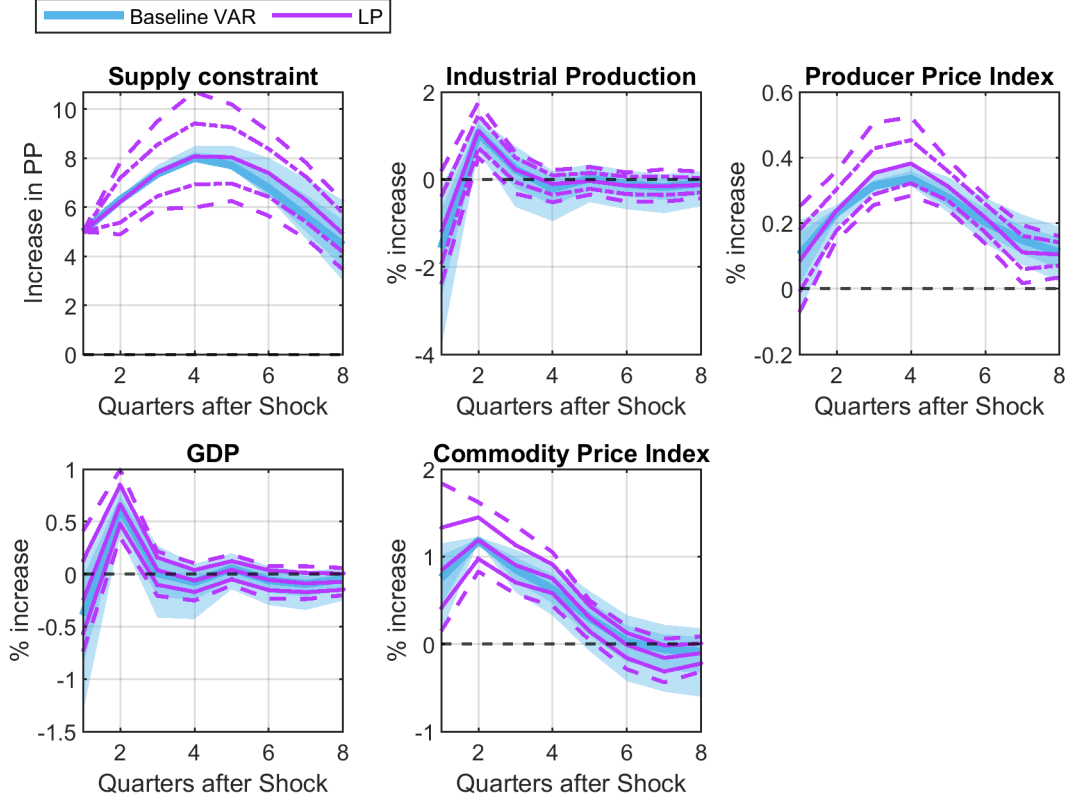 Baseline VAR LP
Supply constraint
10
8
6
4
2
0
Increase in PP
2 4 6 8
Quarters after Shock
Industrial Production
2
0
-2
-4
% increase
2 4 6 8
Quarters after Shock
Producer Price Index
0.6
0.4
0.2
0
-0.2
% increase
2 4 6 8
Quarters after Shock
GDP
1
0.5
0
-0.5
-1
-1.5
% increase
2 4 6 8
Quarters after Shock
Commodity Price Index
2
1
0
-1
% increase
2 4 6 8
Quarters after Shock